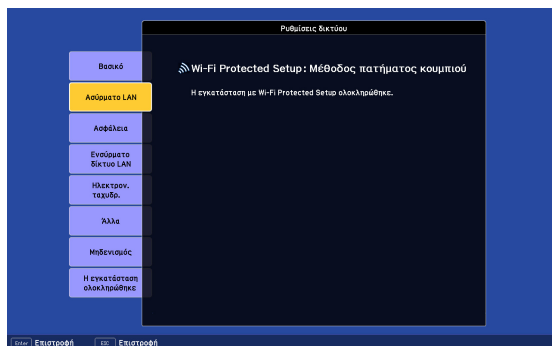 Ρυθμίσεις δικτύου
Βασικό
Ασύρματο LAN
Ασφάλεια
Ενσύρματο
δίκτυο LAN
Ηλεκτρον.
ταχυδρ.
Άλλα
Μηδενισμός
Η εγκατάσταση
ολοκληρώθηκε
Wi-Fi Protected Setup: Μέθοδος πατήματος κουμπιού
Η εγκατάσταση με Wi-Fi Protected Setup ολοκληρώθηκε.
Enter Επιστροφή ESC Επιστροφή